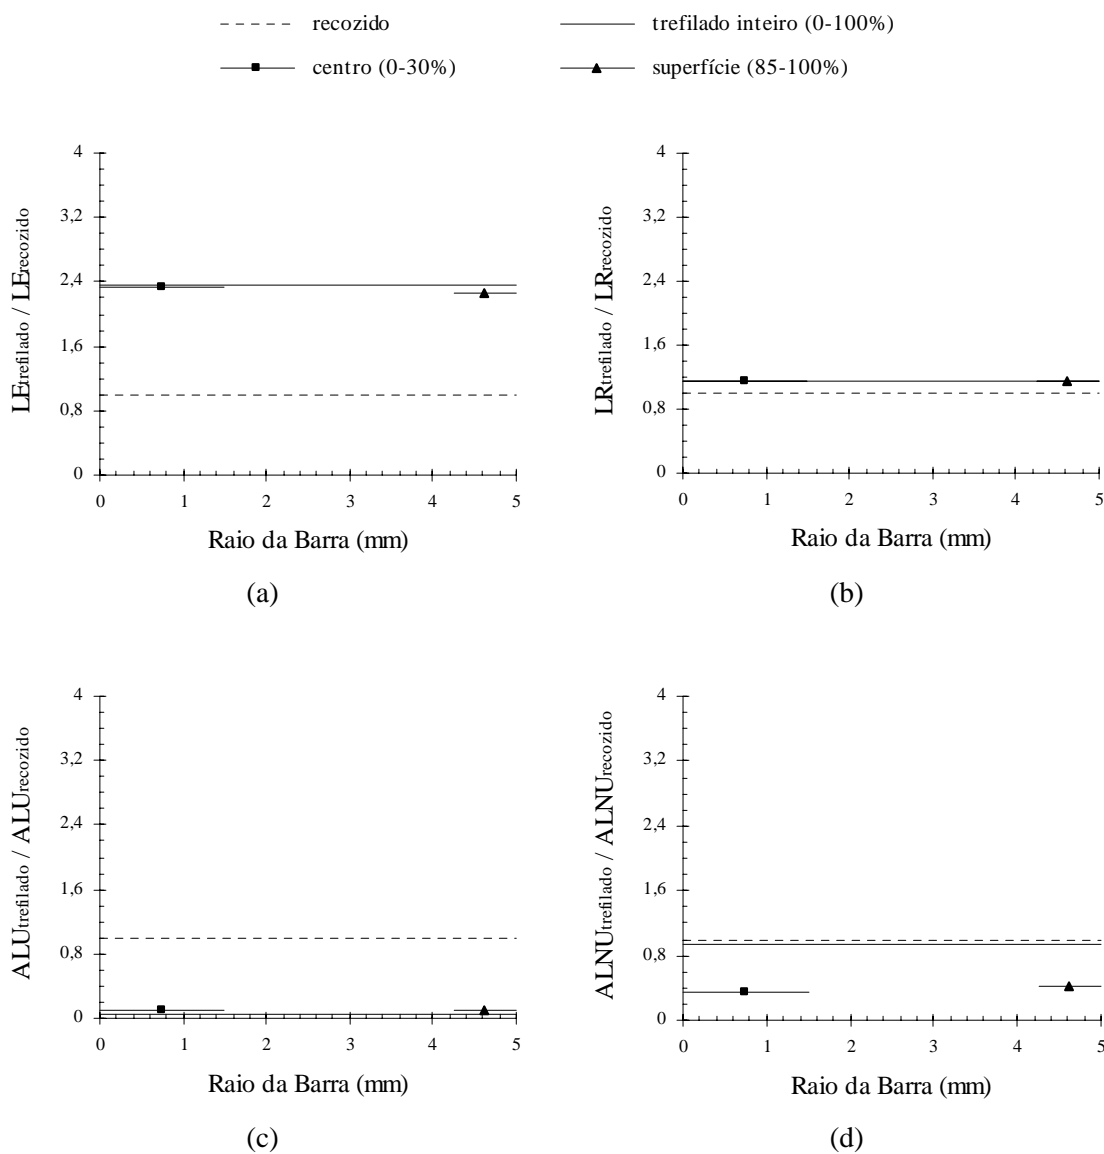 recozido
trefilado inteiro (0-100%)
centro (0-30%)
superfície (85-100%)
LEtrefilado / LErecozido
4
3,2
2,4
1,6
0,8
0
0 1 2 3 4 5
Raio da Barra (mm)
(a)
LRtrefilado / LRrecozido
4
3,2
2,4
1,6
0,8
0
0 1 2 3 4 5
Raio da Barra (mm)
(b)
ALUtrefilado / ALUrecozido
4
3,2
2,4
1,6
0,8
0
0 1 2 3 4 5
Raio da Barra (mm)
(c)
ALNUtrefilado / ALNUrecozido
4
3,2
2,4
1,6
0,8
0
0 1 2 3 4 5
Raio da Barra (mm)
(d)